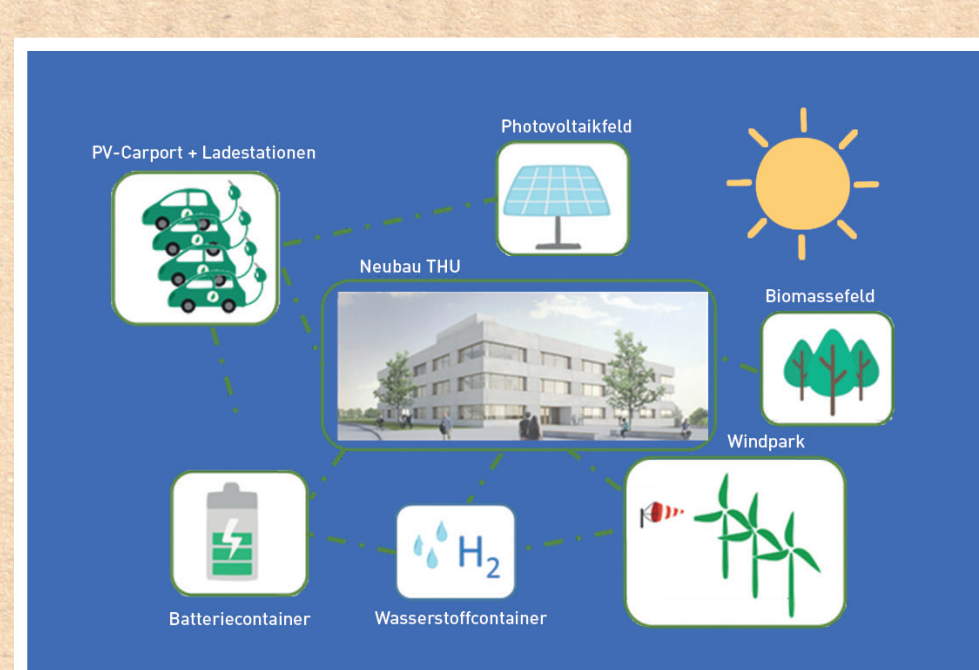 Photovoltaikfeld
PV-Carport + Ladestationen
Neubau THU
Biomassefeld
Windpark
H₂
Batteriecontainer
Wasserstoffcontainer